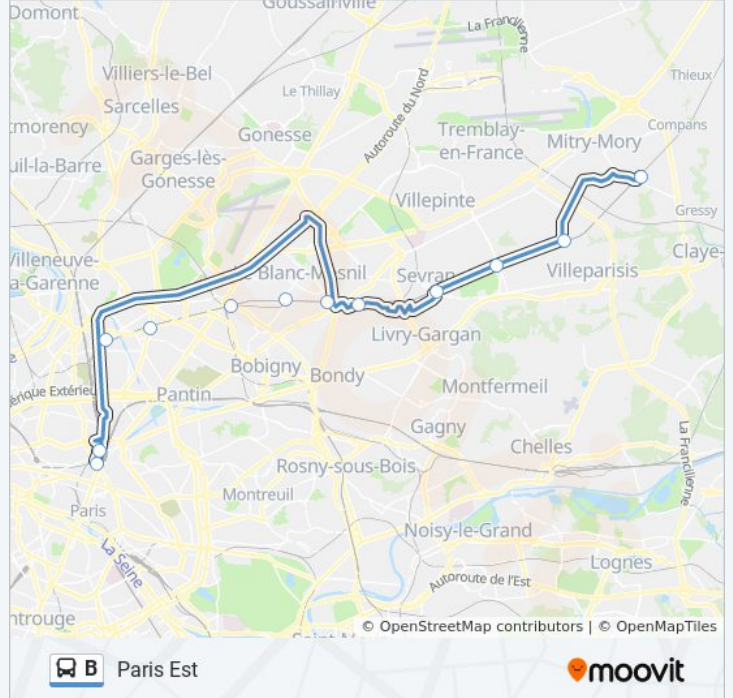 Domont
Goussainville
La Francilienne
Villiers-le-Bel
Thieux
Le Thillay
Sarcelles
Autoroute du Nord
Compans
tmorency
Gonesse
Tremblay-
en-France
Mitry-Mory
uil-la-Barre
Garges-lès-
Gonesse
Villepinte
Gressy
Villeneuve-
a-Garenne
Blanc-Mesnil
Sevran
Villeparisis
Claye-
Livry-Gargan
Bobigny
Bondy
érique Extérieu
Pantin
Montfermeil
Gagny
La Francilienne
Chelles
Rosny-sous-Bois
Montreuil
Paris
Noisy-le-Grand
La Seine
Lognes
Autoroute de l'Est
ntrouge
Saint-M
© OpenStreetMap contributors | © OpenMapTiles
B Paris Est
moovit